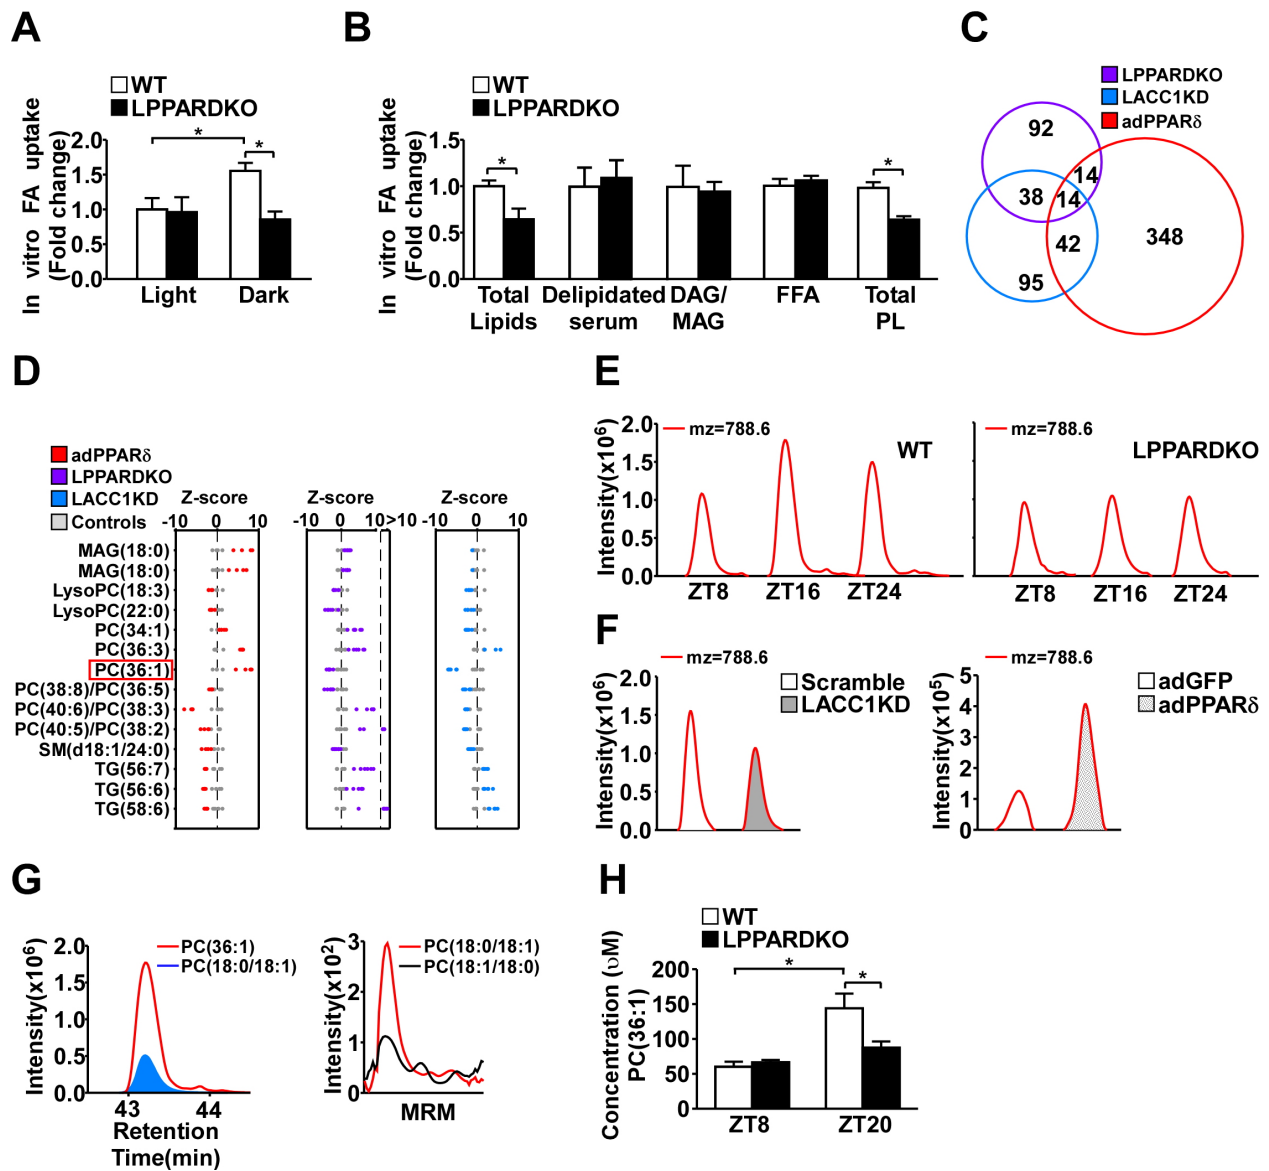 A
WT
LPPARDKO
In vitro FA uptake
(Fold change)
2.0
1.5
1.0
0.5
0.0
*
*
Light
Dark
B
WT
LPPARDKO
In vitro FA uptake
(Fold change)
1.5
1.0
0.5
0.0
*
*
Total
Lipids
Delipidated
serum
DAG/
MAG
FFA
Total
PL
C
LPPARDKO
LACC1KD
adPPARδ
92
14
38
14
42
348
95
D
adPPARδ
LPPARDKO
LACC1KD
Controls
Z-score
-10 0 10
Z-score
-10 0 10 >10
Z-score
-10 0 10
MAG(18:0)
MAG(18:0)
LysoPC(18:3)
LysoPC(22:0)
PC(34:1)
PC(36:3)
PC(36:1)
PC(38:8)/PC(36:5)
PC(40:6)/PC(38:3)
PC(40:5)/PC(38:2)
SM(d18:1/24:0)
TG(56:7)
TG(56:6)
TG(58:6)
E
Intensity(x10⁶)
2.0
1.5
1.0
0.5
0.0
mz=788.6
WT
ZT8
ZT16
ZT24
mz=788.6
LPPARDKO
ZT8
ZT16
ZT24
F
mz=788.6
Intensity(x10⁶)
2.0
1.0
0.0
Scramble
LACC1KD
mz=788.6
Intensity(x10⁵)
5
4
3
2
1
0
adGFP
adPPARδ
G
Intensity(x10⁶)
2.0
1.5
1.0
0.5
0.0
PC(36:1)
PC(18:0/18:1)
43
44
Retention
Time(min)
Intensity(x10²)
3
2
1
0
PC(18:0/18:1)
PC(18:1/18:0)
MRM
H
WT
LPPARDKO
Concentration (υM)
PC(36:1)
200
150
100
50
0
*
*
ZT8
ZT20